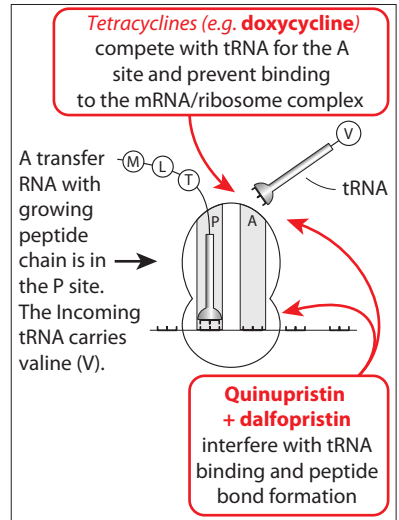 Tetracyclines (e.g. doxycycline)
compete with tRNA for the A
site and prevent binding
to the mRNA/ribosome complex
V
M
L
T
A transfer
RNA with
growing
peptide
chain is in
the P site.
The Incoming
tRNA carries
valine (V).
tRNA
P
A
Quinupristin
+ dalfopristin
interfere with tRNA
binding and peptide
bond formation